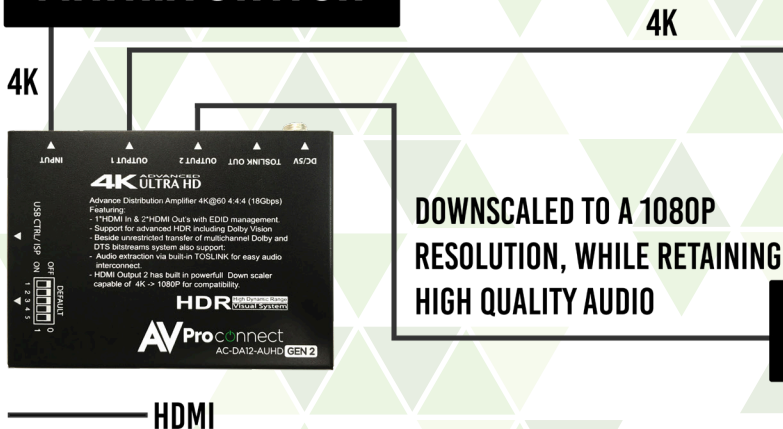 4K
4K
INPUT
OUTPUT 1
OUTPUT 2
TOSLINK OUT
DC/5V
4K ADVANCED
ULTRA HD
Advance Distribution Amplifier 4K@60 4:4:4 (18Gbps)
Featuring:
- 1*HDMI In & 2*HDMI Out's with EDID management.
- Support for advanced HDR including Dolby Vision
- Beside unrestricted transfer of multichannel Dolby and
DTS bitstreams system also support:
- Audio extraction via built-in TOSLINK for easy audio
interconnect.
- HDMI Output 2 has built in powerfull Down scaler
capable of 4K -> 1080P for compatibility.
HDR High Dynamic Range
Visual System
AVProconnect
AC-DA12-AUHD GEN 2
USB CTRL/ ISP
OFF
ON
DEFAULT
1 2 3 4 5
0
1
DOWNSCALED TO A 1080P
RESOLUTION, WHILE RETAINING
HIGH QUALITY AUDIO
HDMI